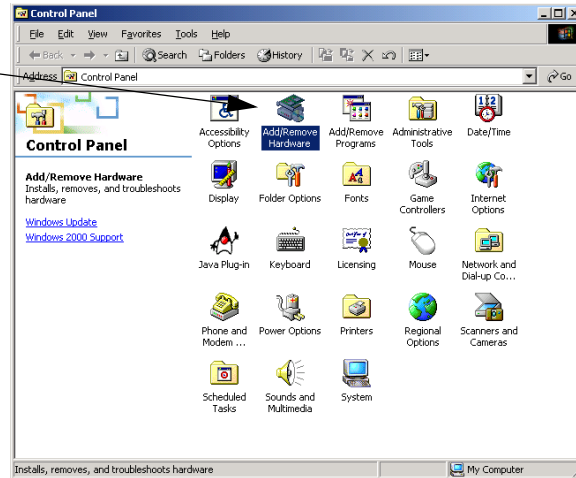 Control Panel
File Edit View Favorites Tools Help
Back Search Folders History
Address Control Panel Go
Control Panel
Add/Remove Hardware
Installs, removes, and troubleshoots
hardware
Windows Update
Windows 2000 Support
Accessibility
Options
Add/Remove
Hardware
Add/Remove
Programs
Administrative
Tools
Date/Time
Display
Folder Options
Fonts
Game
Controllers
Internet
Options
Java Plug-in
Keyboard
Licensing
Mouse
Network and
Dial-up Co...
Phone and
Modem ...
Power Options
Printers
Regional
Options
Scanners and
Cameras
Scheduled
Tasks
Sounds and
Multimedia
System
Installs, removes, and troubleshoots hardware
My Computer